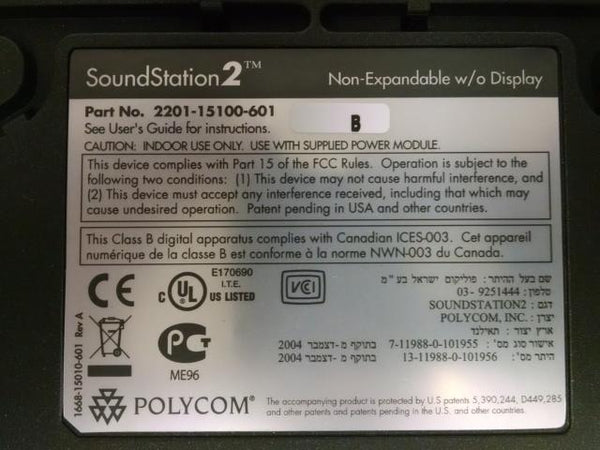 SoundStation2™
Non-Expandable w/o Display
Part No. 2201-15100-601
B
See User's Guide for instructions.
CAUTION: INDOOR USE ONLY. USE WITH SUPPLIED POWER MODULE.
This device complies with Part 15 of the FCC Rules. Operation is subject to the
following two conditions: (1) This device may not cause harmful interference, and
(2) This device must accept any interference received, including that which may
cause undesired operation. Patent pending in USA and other countries.
This Class B digital apparatus complies with Canadian ICES-003. Cet apareil
numérique de la classe B est conforme à la norme NWN-003 du Canada.
CE
C UL US LISTED
E170690
I.T.E.
VCI
שם בעל ההיתר: פוליקום ישראל בע"מ
טלפון: 03-9251444
דגם: SOUNDSTATION2
יצרן: POLYCOM, INC.
ארץ יצור: תאילנד
אישור סוג מס': 7-11988-0-101955 בתוקף מ-דצמבר 2004
היתר מס': 13-11988-0-101956 בתוקף מ-דצמבר 2004
PG
ME96
1668-15010-601 Rev A
POLYCOM®
The accompanying product is protected by U.S patents 5,390,244, D449,285
and other patents and patents pending in the U.S. and other countries.